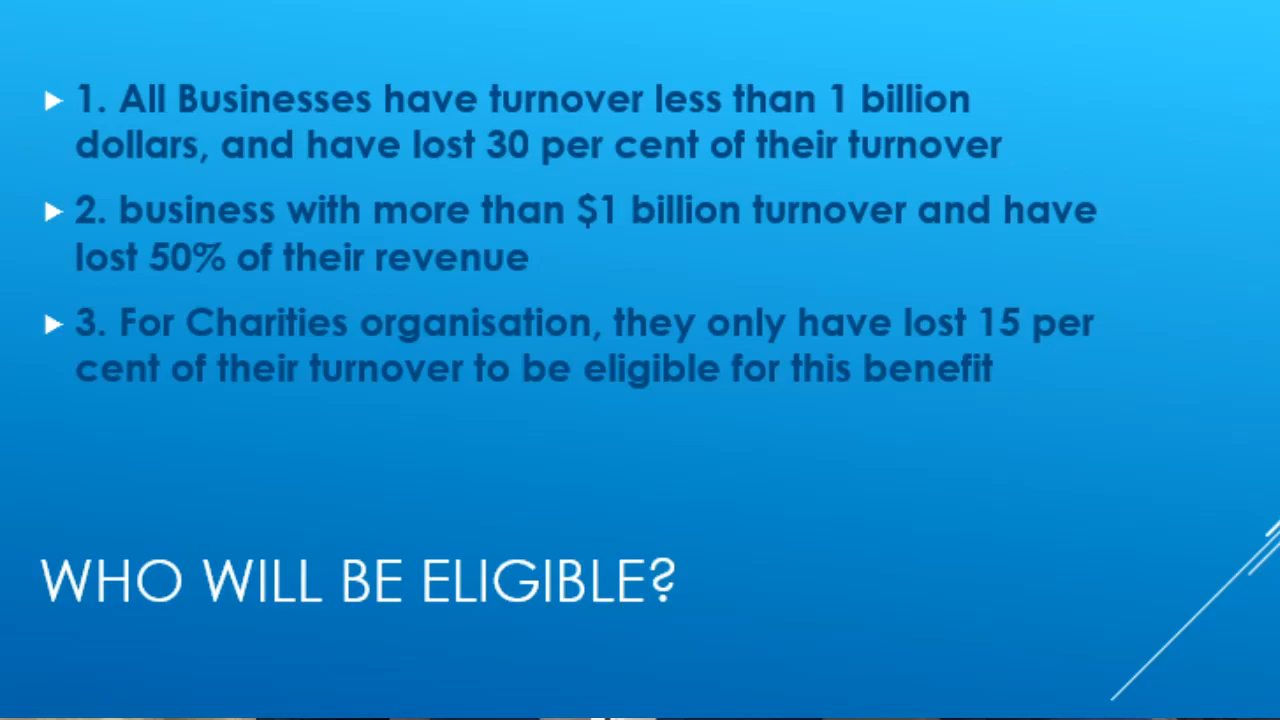 1. All Businesses have turnover less than 1 billion
dollars, and have lost 30 per cent of their turnover
2. business with more than $1 billion turnover and have
lost 50% of their revenue
3. For Charities organisation, they only have lost 15 per
cent of their turnover to be eligible for this benefit
WHO WILL BE ELIGIBLE?